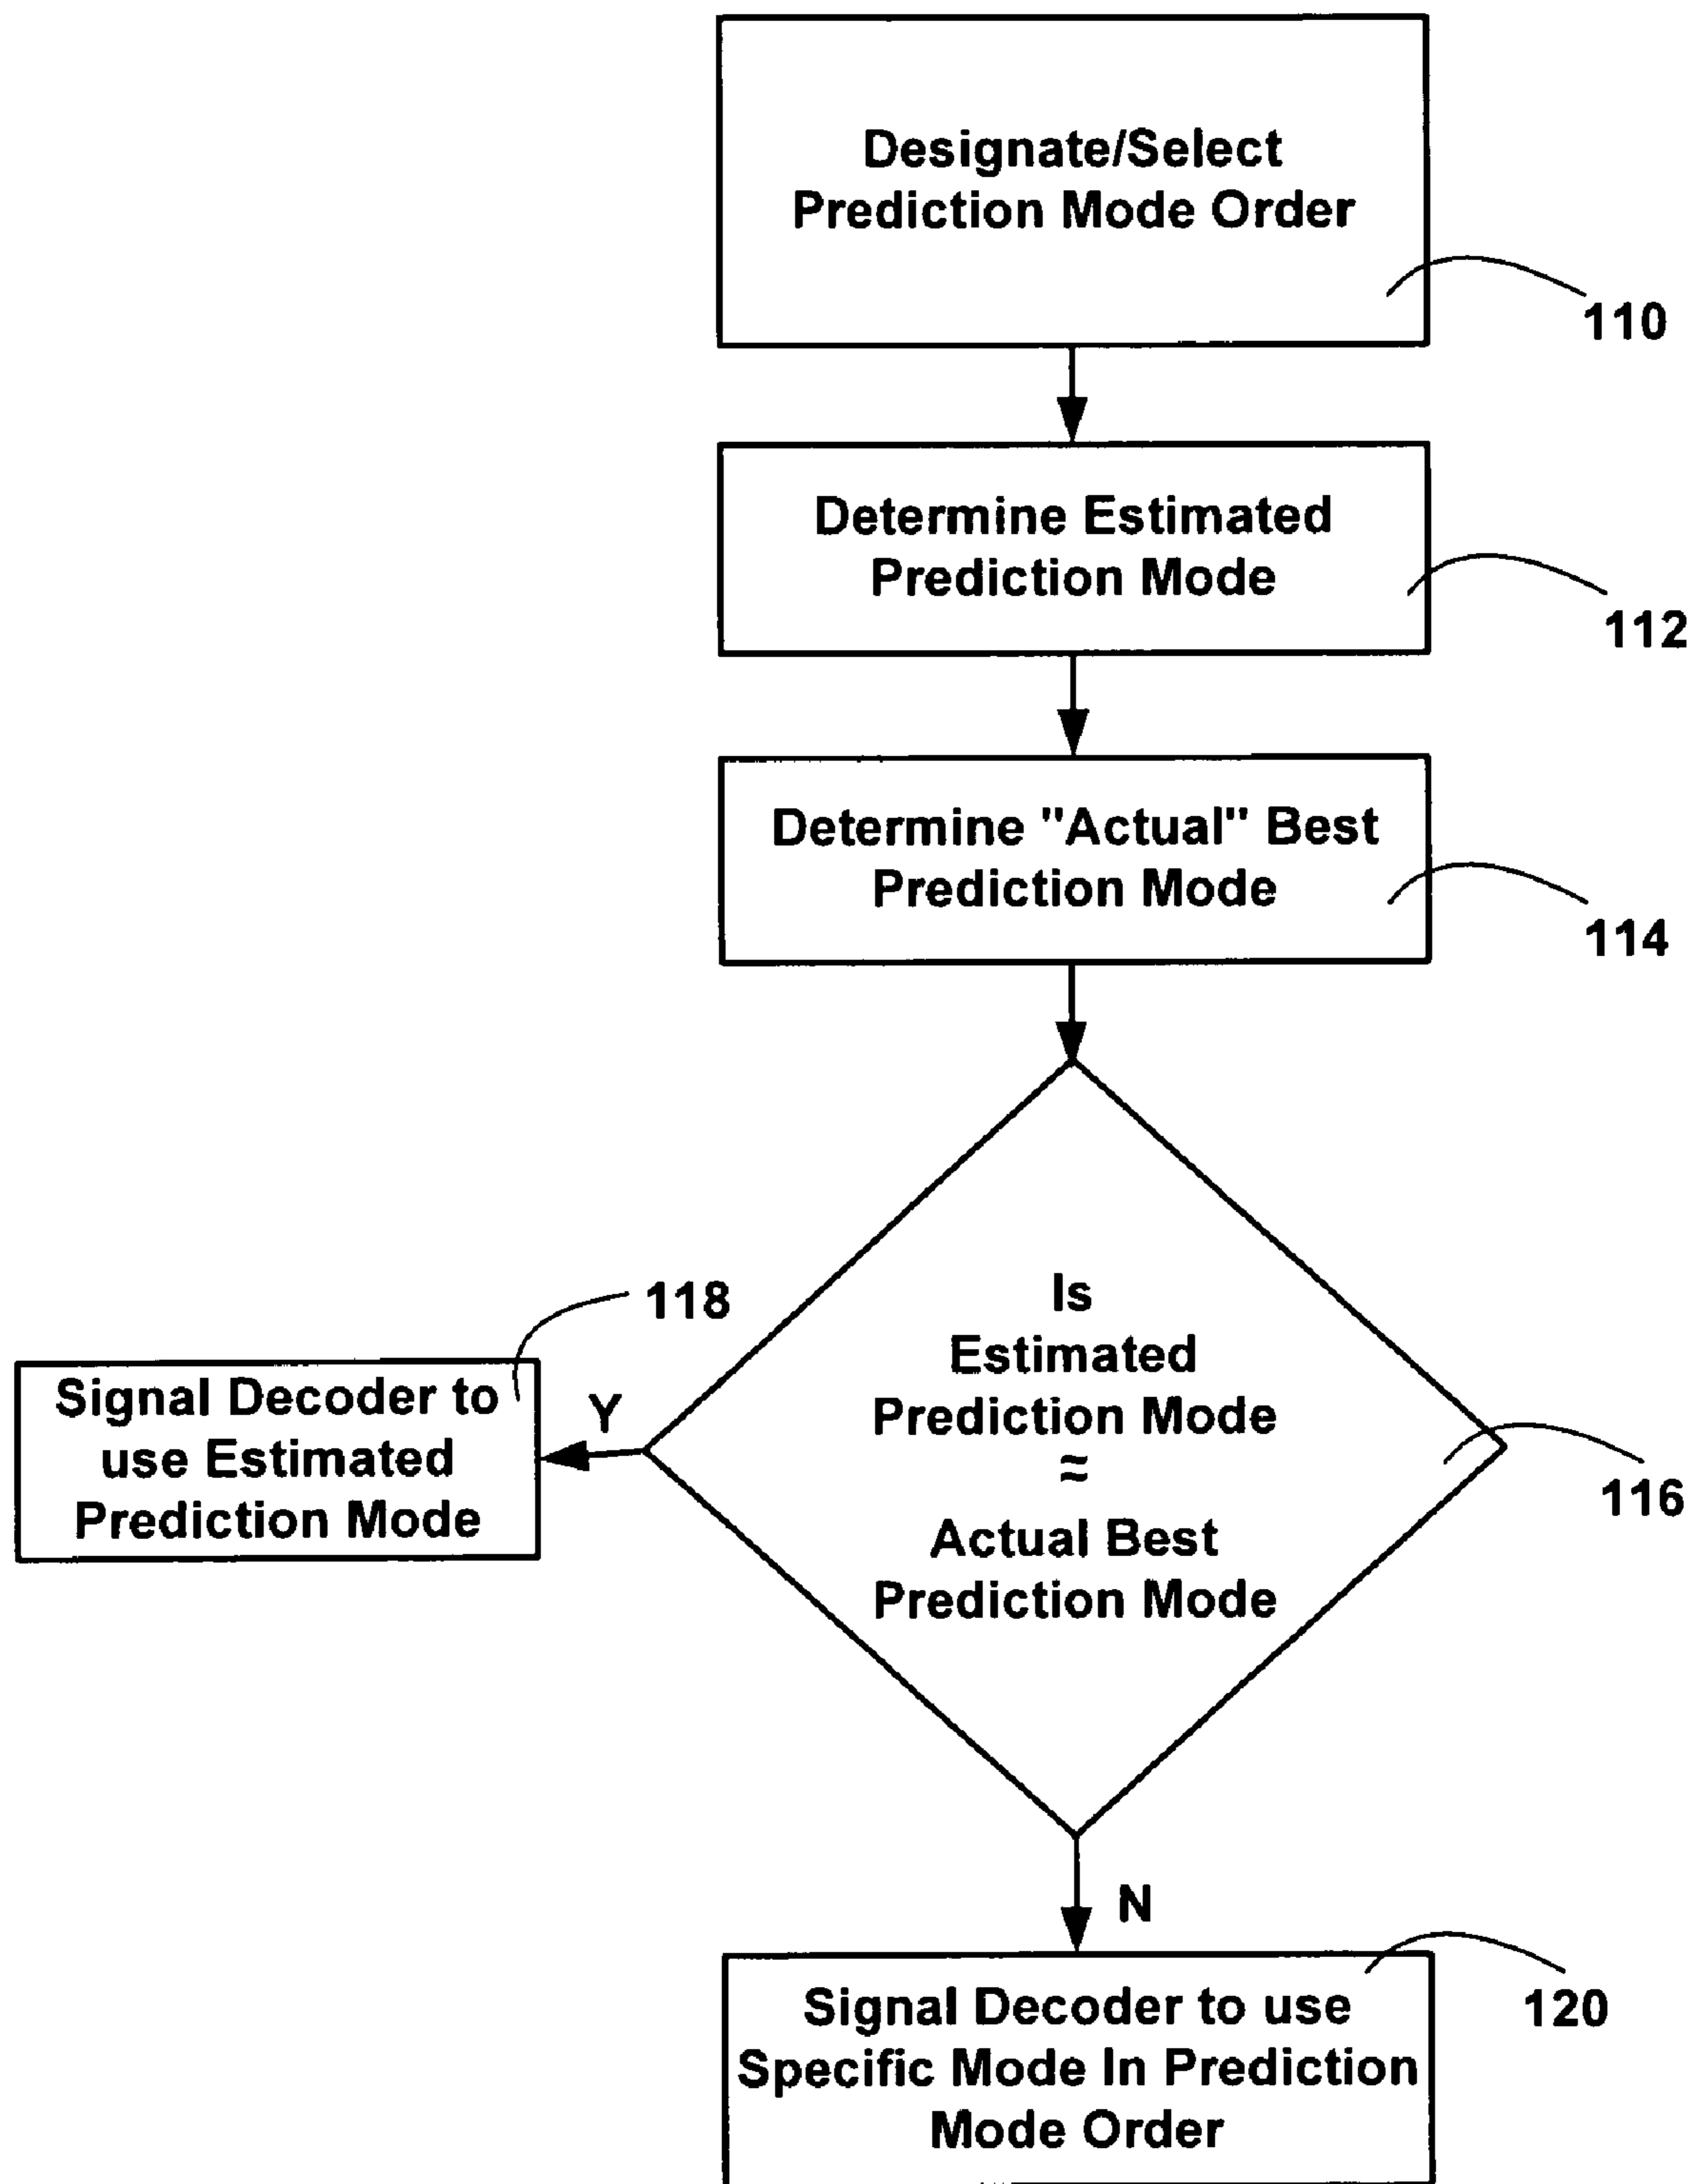 Designate/Select
Prediction Mode Order
110
Determine Estimated
Prediction Mode
112
Determine "Actual" Best
Prediction Mode
114
Is
Estimated
Prediction Mode
≈
Actual Best
Prediction Mode
116
118
Y
Signal Decoder to
use Estimated
Prediction Mode
N
120
Signal Decoder to use
Specific Mode In Prediction
Mode Order